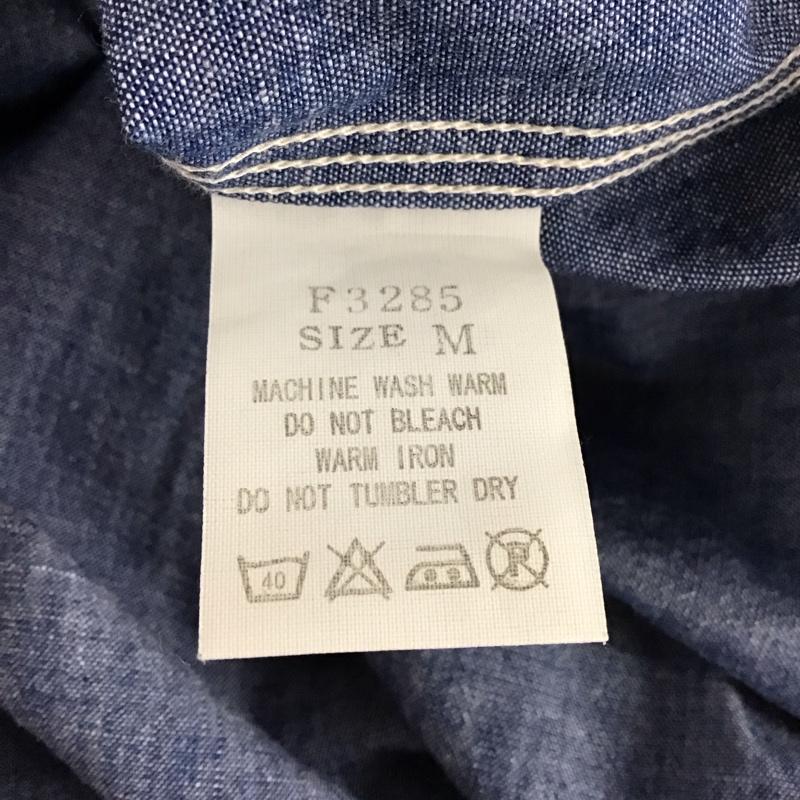 F3285
SIZE M
MACHINE WASH WARM
DO NOT BLEACH
WARM IRON
DO NOT TUMBLER DRY
40 P